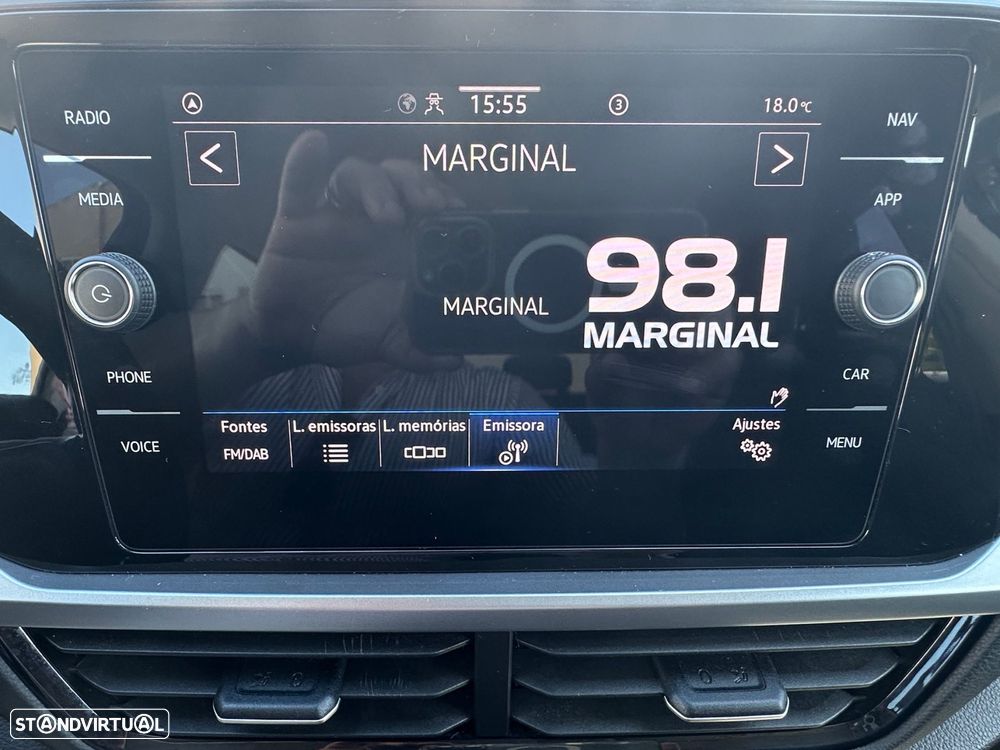 RADIO
15:55
3
18.0°C
NAV
MARGINAL
MEDIA
APP
98.1
MARGINAL
MARGINAL
PHONE
CAR
Fontes
L. emissoras
L. memórias
Emissora
Ajustes
FM/DAB
VOICE
MENU
STANDVIRTUAL